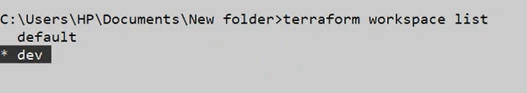 C:\Users\HP\Documents\New folder>terraform workspace list
default
* dev